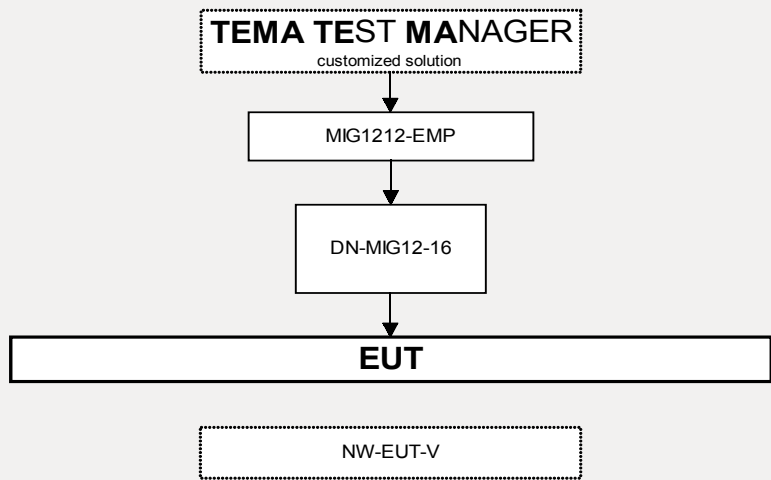 TEMA TEST MANAGER
customized solution
MIG1212-EMP
DN-MIG12-16
EUT
NW-EUT-V